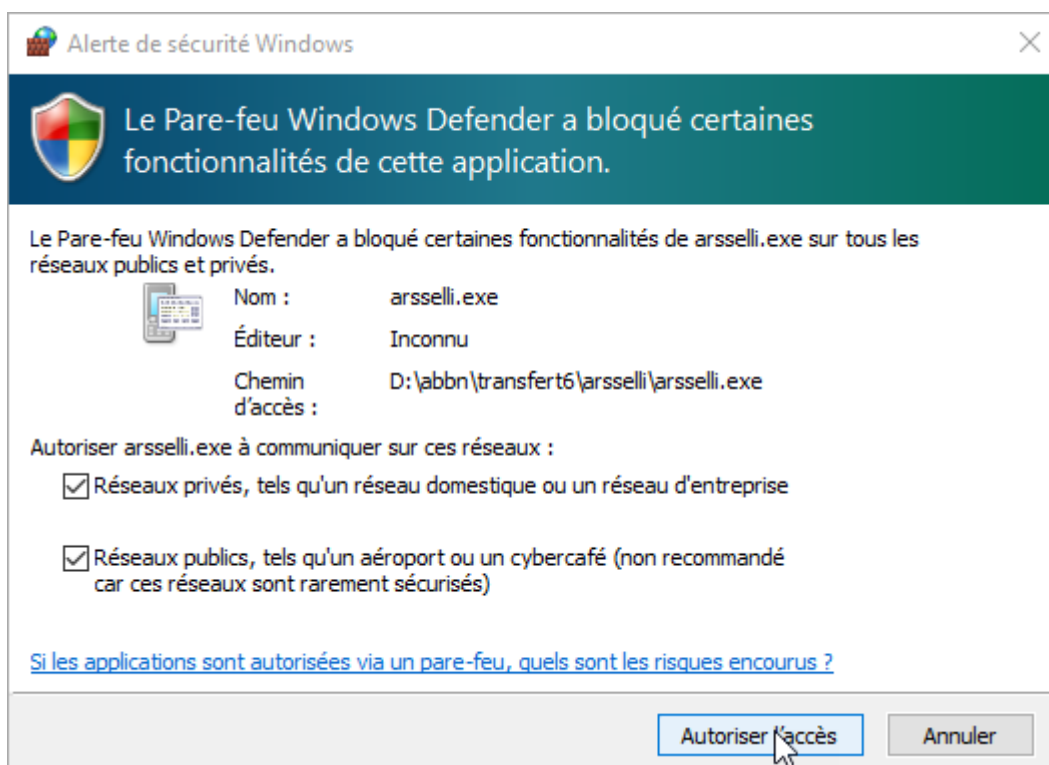 Alerte de sécurité Windows
Le Pare-feu Windows Defender a bloqué certaines
fonctionnalités de cette application.
Le Pare-feu Windows Defender a bloqué certaines fonctionnalités de arsselli.exe sur tous les
réseaux publics et privés.
Nom : arsselli.exe
Éditeur : Inconnu
Chemin D:\abbn\transfert6\arsselli\arsselli.exe
d'accès :
Autoriser arsselli.exe à communiquer sur ces réseaux :
Réseaux privés, tels qu'un réseau domestique ou un réseau d'entreprise
Réseaux publics, tels qu'un aéroport ou un cybercafé (non recommandé
car ces réseaux sont rarement sécurisés)
Si les applications sont autorisées via un pare-feu, quels sont les risques encourus ?
Autoriser l'accès Annuler